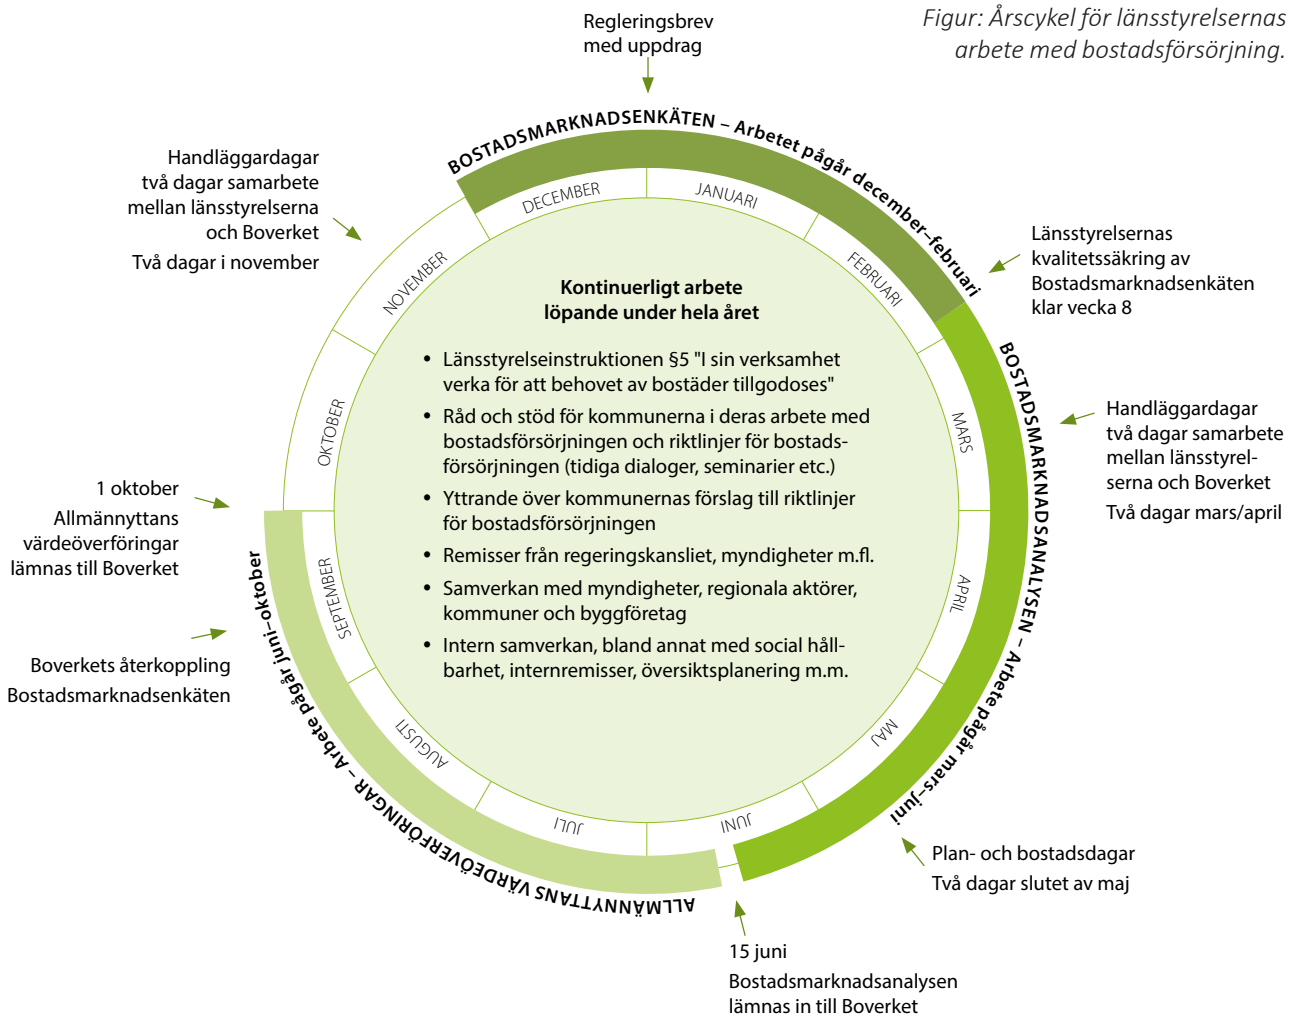 Figur: Årscykel för länsstyrelsernas
arbete med bostadsförsörjning.
Regleringsbrev
med uppdrag
BOSTADSMARKNADSENKÄTEN – Arbetet pågår december–februari
Länsstyrelsernas
kvalitetssäkring av
Bostadsmarknadsenkäten
klar vecka 8
BOSTADSMARKNADSANALYSEN – Arbete pågår mars–juni
Handläggardagar
två dagar samarbete
mellan länsstyrel-
serna och Boverket
Två dagar mars/april
Plan- och bostadsdagar
Två dagar slutet av maj
15 juni
Bostadsmarknadsanalysen
lämnas in till Boverket
ALLMÄNNYTTANS VÄRDEÖVERFÖRINGAR – Arbete pågår juni–oktober
Boverkets återkoppling
Bostadsmarknadsenkäten
1 oktober
Allmännyttans
värdeöverföringar
lämnas till Boverket
Handläggardagar
två dagar samarbete
mellan länsstyrelserna
och Boverket
Två dagar i november
JANUARI
FEBRUARI
MARS
APRIL
MAJ
JUNI
JULI
AUGUSTI
SEPTEMBER
OKTOBER
NOVEMBER
DECEMBER
Kontinuerligt arbete
löpande under hela året
• Länsstyrelseinstruktionen §5 "I sin verksamhet
verka för att behovet av bostäder tillgodoses"
• Råd och stöd för kommunerna i deras arbete med
bostadsförsörjningen och riktlinjer för bostads-
försörjningen (tidiga dialoger, seminarier etc.)
• Yttrande över kommunernas förslag till riktlinjer
för bostadsförsörjningen
• Remisser från regeringskansliet, myndigheter m.fl.
• Samverkan med myndigheter, regionala aktörer,
kommuner och byggföretag
• Intern samverkan, bland annat med social håll-
barhet, internremisser, översiktsplanering m.m.